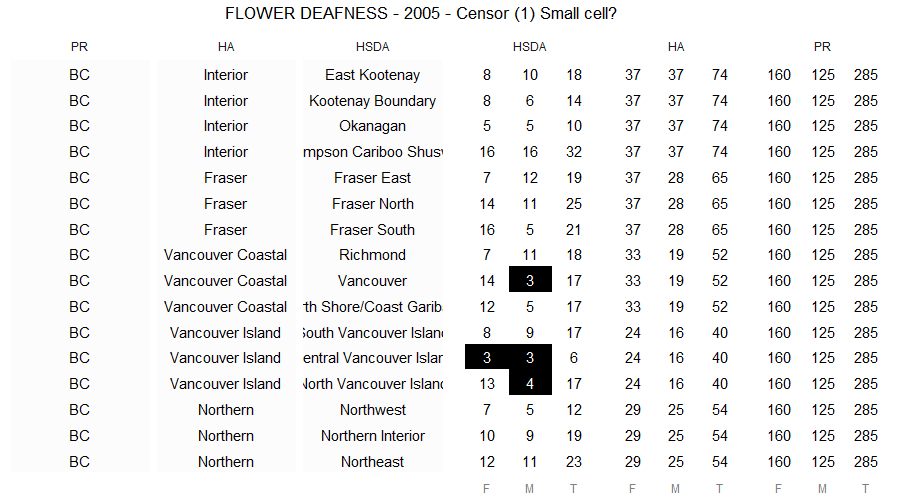 FLOWER DEAFNESS - 2005 - Censor (1) Small cell?
PR HA HSDA HSDA HA PR
BC Interior East Kootenay 8 10 18 37 37 74 160 125 285
BC Interior Kootenay Boundary 8 6 14 37 37 74 160 125 285
BC Interior Okanagan 5 5 10 37 37 74 160 125 285
BC Interior mpson Cariboo Shusw 16 16 32 37 37 74 160 125 285
BC Fraser Fraser East 7 12 19 37 28 65 160 125 285
BC Fraser Fraser North 14 11 25 37 28 65 160 125 285
BC Fraser Fraser South 16 5 21 37 28 65 160 125 285
BC Vancouver Coastal Richmond 7 11 18 33 19 52 160 125 285
BC Vancouver Coastal Vancouver 14 3 17 33 19 52 160 125 285
BC Vancouver Coastal rth Shore/Coast Garib 12 5 17 33 19 52 160 125 285
BC Vancouver Island South Vancouver Island 8 9 17 24 16 40 160 125 285
BC Vancouver Island entral Vancouver Islan 3 3 6 24 16 40 160 125 285
BC Vancouver Island North Vancouver Island 13 4 17 24 16 40 160 125 285
BC Northern Northwest 7 5 12 29 25 54 160 125 285
BC Northern Northern Interior 10 9 19 29 25 54 160 125 285
BC Northern Northeast 12 11 23 29 25 54 160 125 285
F M T F M T F M T